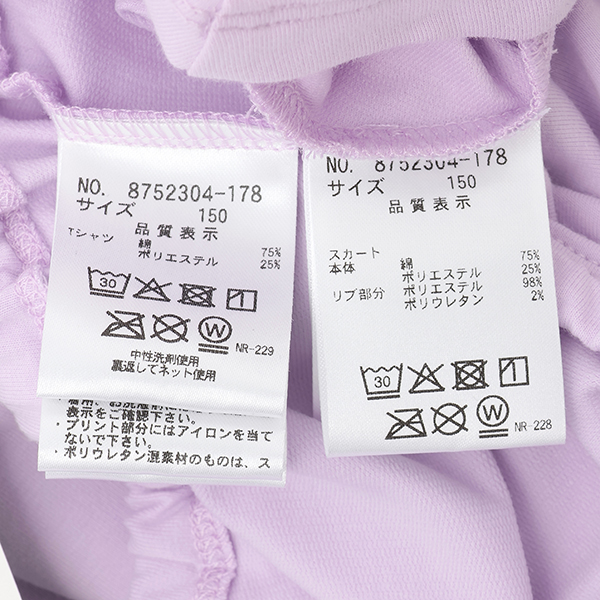 NO. 8752304-178
サイズ 150
品質表示
Tシャツ 綿 75%
ポリエステル 25%
30
1
W
NR-229
中性洗剤使用
裏返してネット使用
表示をご確認下さい。
・プリント部分にはアイロンを当て
ないで下さい。
・ポリウレタン混素材のものは、ス
NO. 8752304-178
サイズ 150
品質表示
スカート
本体 綿 75%
ポリエステル 25%
リブ部分 ポリエステル 98%
ポリウレタン 2%
30
1
W
NR-228